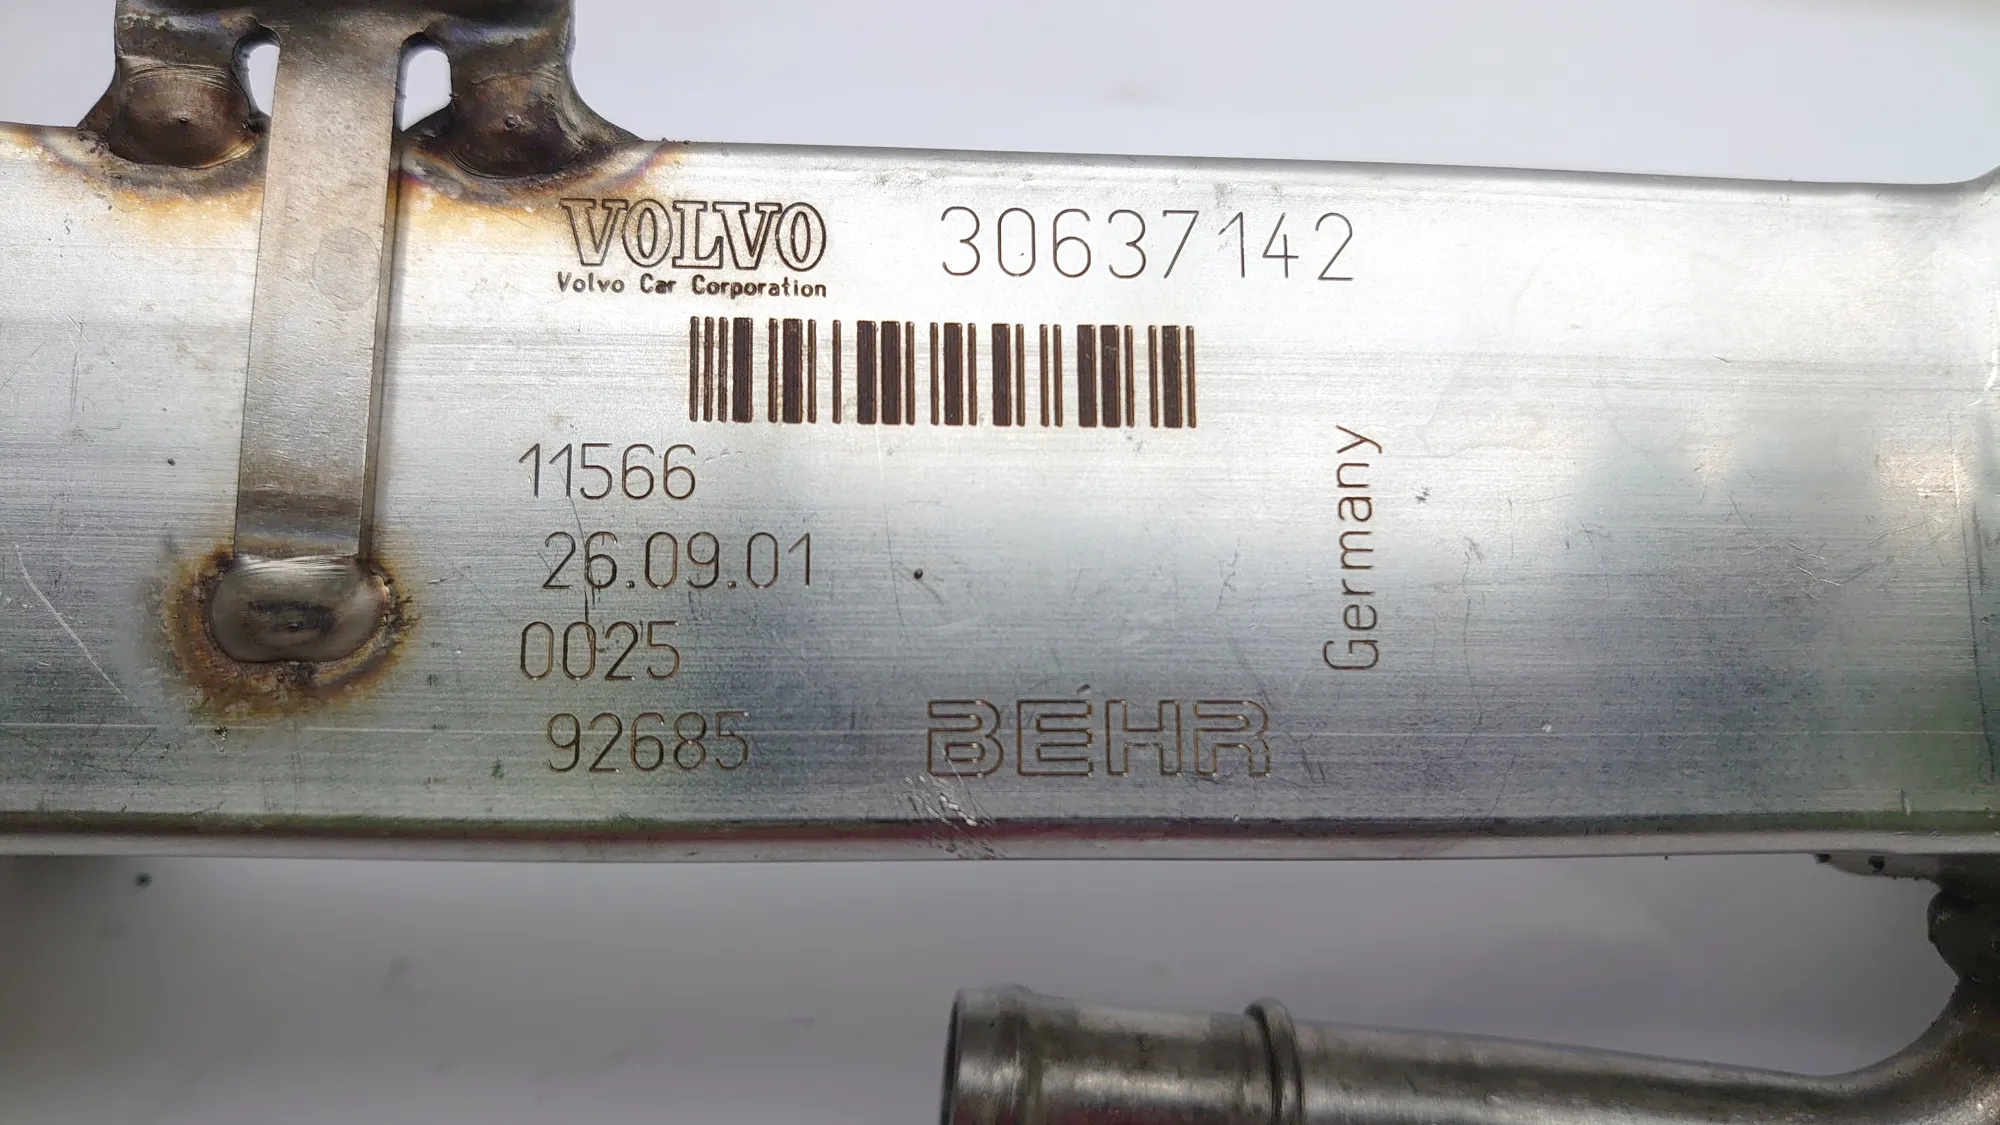 VOLVO 30637142
Volvo Car Corporation
11566
26.09.01
0025
92685
BEHR
Germany